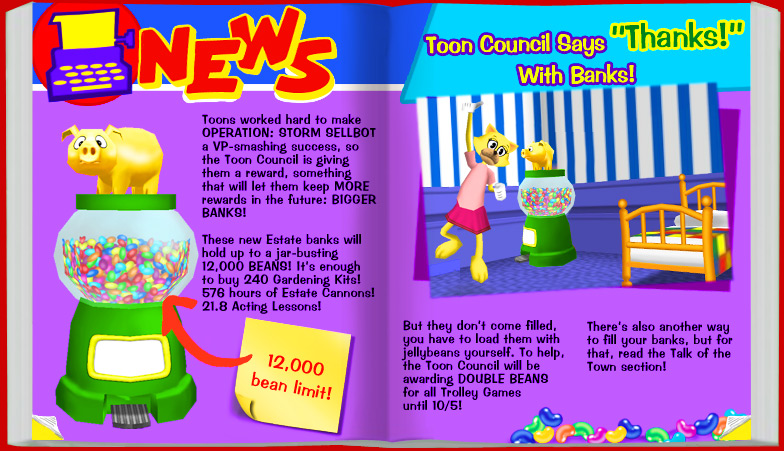 NEWS
Toons worked hard to make
OPERATION: STORM SELLBOT
a VP-smashing success, so
the Toon Council is giving
them a reward, something
that will let them keep MORE
rewards in the future: BIGGER
BANKS!
These new Estate banks will
hold up to a jar-busting
12,000 BEANS! It's enough
to buy 240 Gardening Kits!
576 hours of Estate Cannons!
21.8 Acting Lessons!
12,000
bean limit!
Toon Council Says "Thanks!"
With Banks!
But they don't come filled,
you have to load them with
jellybeans yourself. To help,
the Toon Council will be
awarding DOUBLE BEANS
for all Trolley Games
until 10/5!
There's also another way
to fill your banks, but for
that, read the Talk of the
Town section!